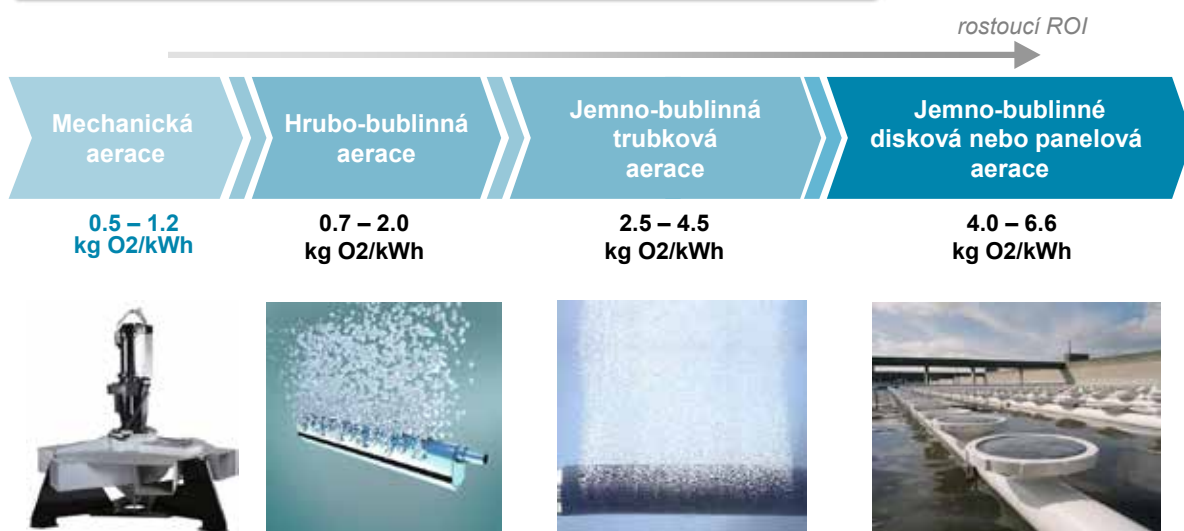 rostoucí ROI
Mechanická
aerace
Hrubo-bublinná
aerace
Jemno-bublinná
trubková
aerace
Jemno-bublinné
disková nebo panelová
aerace
0.5 – 1.2
kg O2/kWh
0.7 – 2.0
kg O2/kWh
2.5 – 4.5
kg O2/kWh
4.0 – 6.6
kg O2/kWh